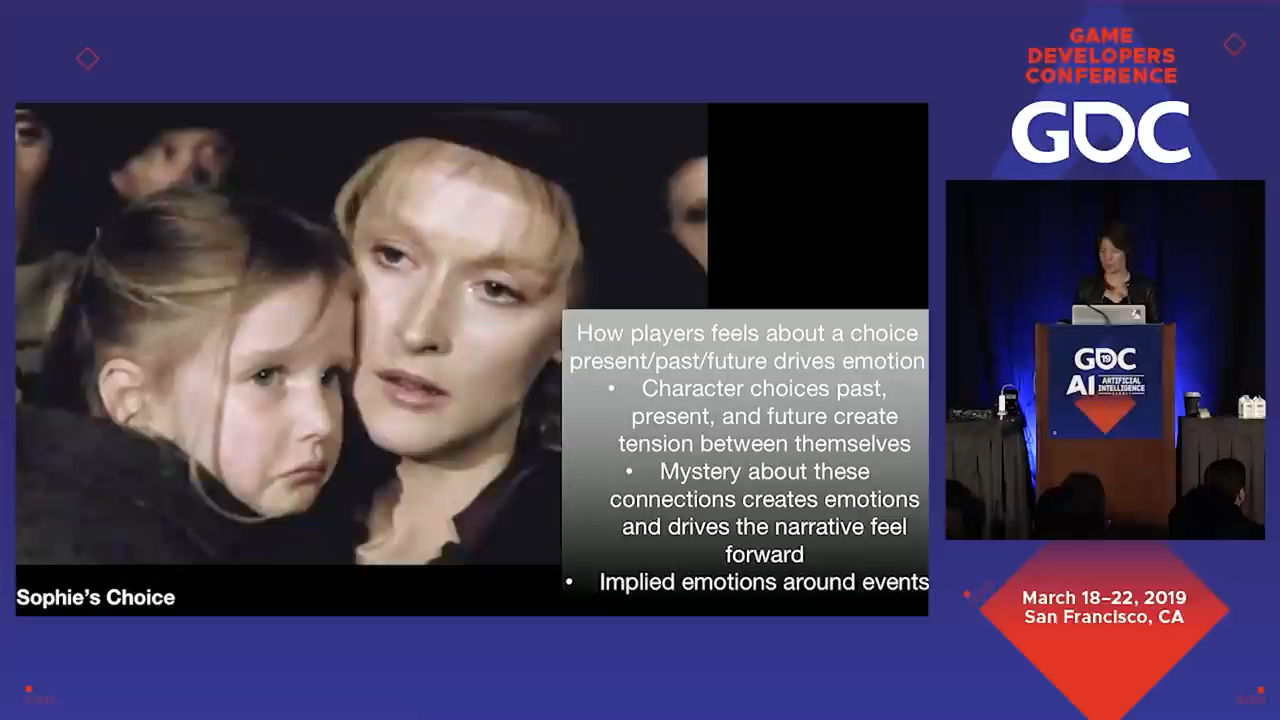 GAME
DEVELOPERS
CONFERENCE
GDC
How players feels about a choice
present/past/future drives emotion
• Character choices past,
present, and future create
tension between themselves
• Mystery about these
connections creates emotions
and drives the narrative feel
forward
• Implied emotions around events
Sophie's Choice
GDC
19
AI ARTIFICIAL
INTELLIGENCE
SUMMIT
March 18–22, 2019
San Francisco, CA